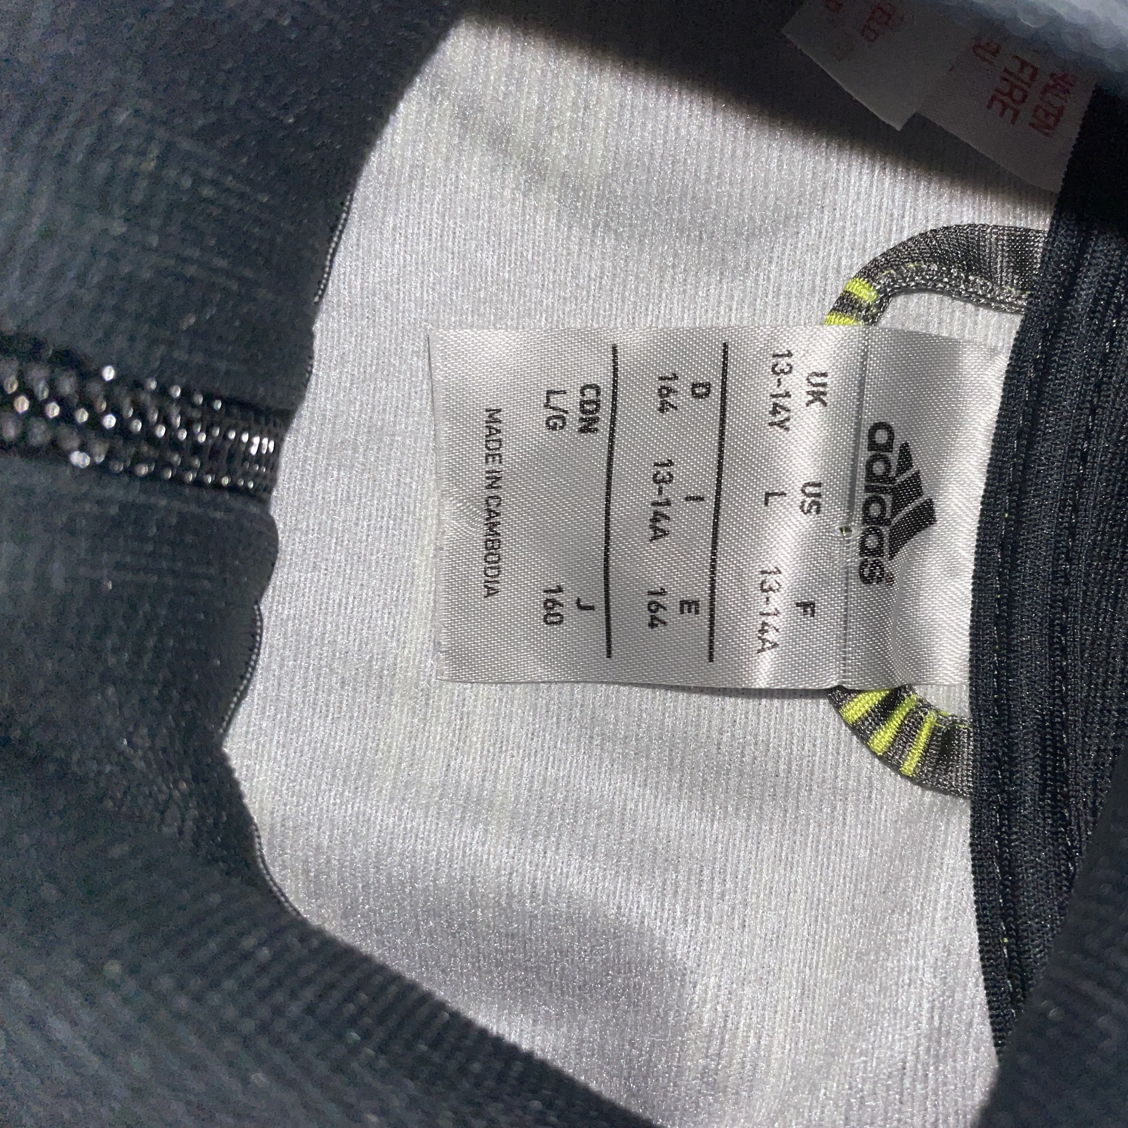 adidas
UK US F
13-14Y L 13-14A
D I E
164 13-14A 164
CDN J
L/G 160
MADE IN CAMBODIA
FIRE